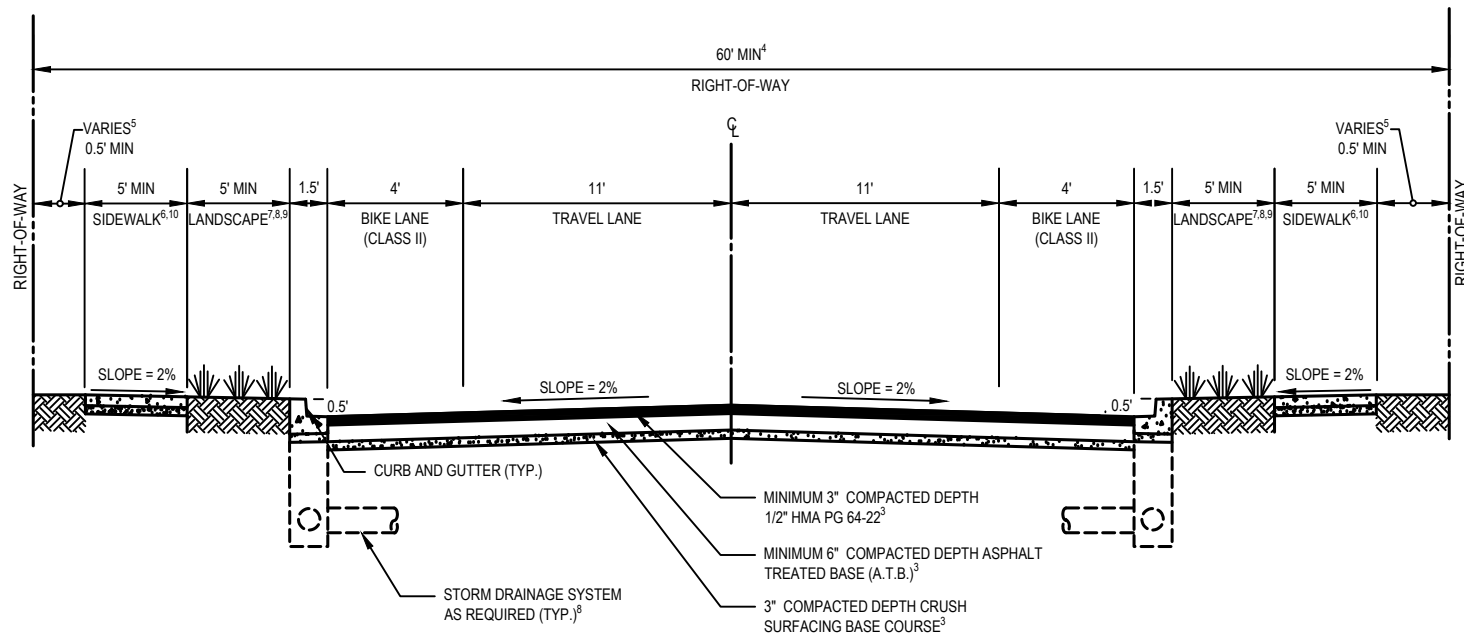 60' MIN4
RIGHT-OF-WAY
VARIES5
0.5' MIN
℄
VARIES5
0.5' MIN
RIGHT-OF-WAY
5' MIN
SIDEWALK6,10
5' MIN
LANDSCAPE7,8,9
1.5'
4'
BIKE LANE
(CLASS II)
11'
TRAVEL LANE
11'
TRAVEL LANE
4'
BIKE LANE
(CLASS II)
1.5'
5' MIN
LANDSCAPE7,8,9
5' MIN
SIDEWALK6,10
RIGHT-OF-WAY
SLOPE = 2%
0.5'
SLOPE = 2%
SLOPE = 2%
0.5'
SLOPE = 2%
CURB AND GUTTER (TYP.)
MINIMUM 3" COMPACTED DEPTH
1/2" HMA PG 64-223
MINIMUM 6" COMPACTED DEPTH ASPHALT
TREATED BASE (A.T.B.)3
STORM DRAINAGE SYSTEM
AS REQUIRED (TYP.)8
3" COMPACTED DEPTH CRUSH
SURFACING BASE COURSE3